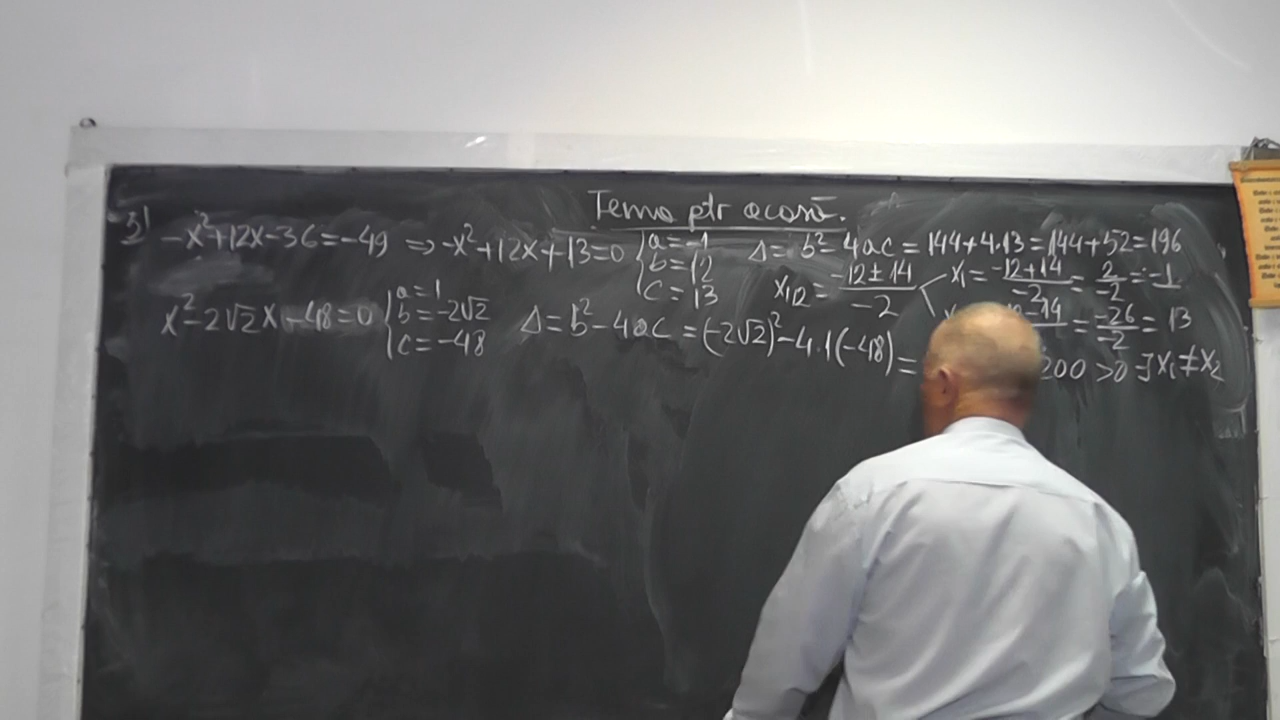 Tema ptr acasă.
3) -x²+12x-36=-49 => -x²+12x+13=0 { a=-1 b=12 c=13 Δ=b²-4ac=144+4.13=144+52=196
x₁,₂= -12±14 / -2 x₁= -12+14 / -2 = 2/-2 = -1
-14 = -26/-2 = 13
x²-2√2x-48=0 { a=1 b=-2√2 c=-48 Δ=b²-4ac=(-2√2)²-4.1(-48)= 200 >0 ∃ x₁≠x₂